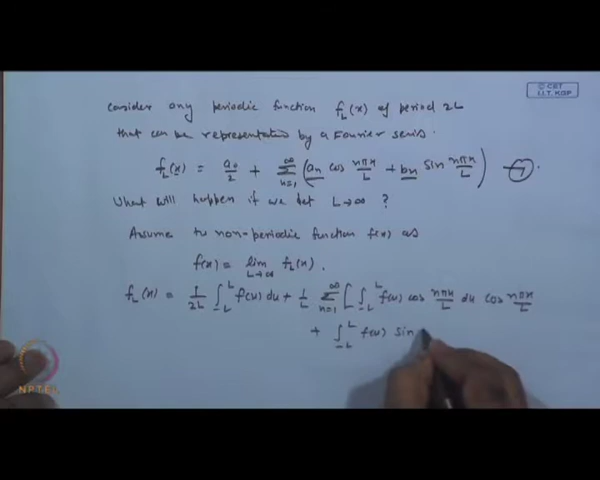 © CET
I.I.T. KGP
Consider any periodic function f_L(x) of period 2L
that can be represented by a Fourier series.
f_L(x) = a_0/2 + Σ_{n=1}^{∞} (a_n cos nπx/L + b_n sin nπx/L) — ①.
What will happen if we let L→∞ ?
Assume the non-periodic function f(x) as
f(x) = lim_{L→∞} f_L(x).
f_L(x) = 1/2L ∫_{-L}^{L} f(u) du + 1/L Σ_{n=1}^{∞} [ ∫_{-L}^{L} f(u) cos nπu/L du cos nπx/L
+ ∫_{-L}^{L} f(u) sin
NPTEL